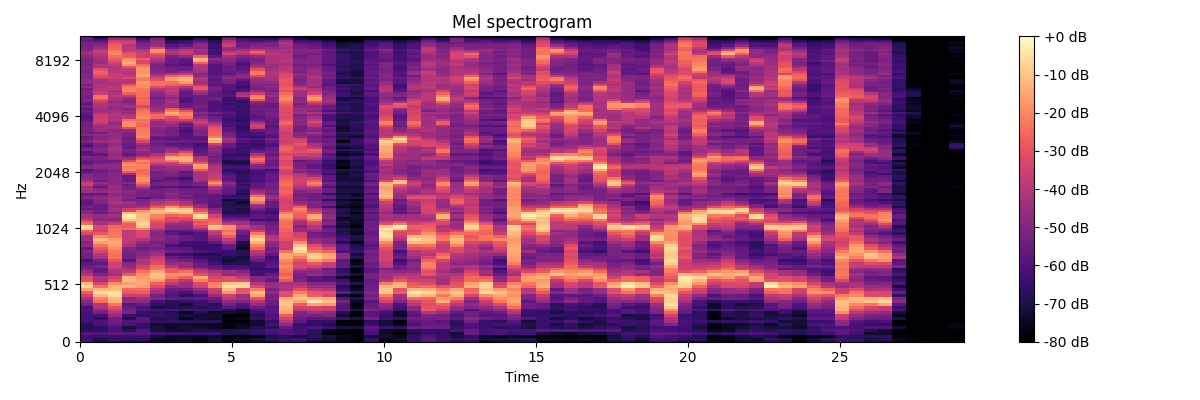 Mel spectrogram
8192
4096
2048
1024
512
0
Hz
0 5 10 15 20 25
Time
+0 dB
-10 dB
-20 dB
-30 dB
-40 dB
-50 dB
-60 dB
-70 dB
-80 dB